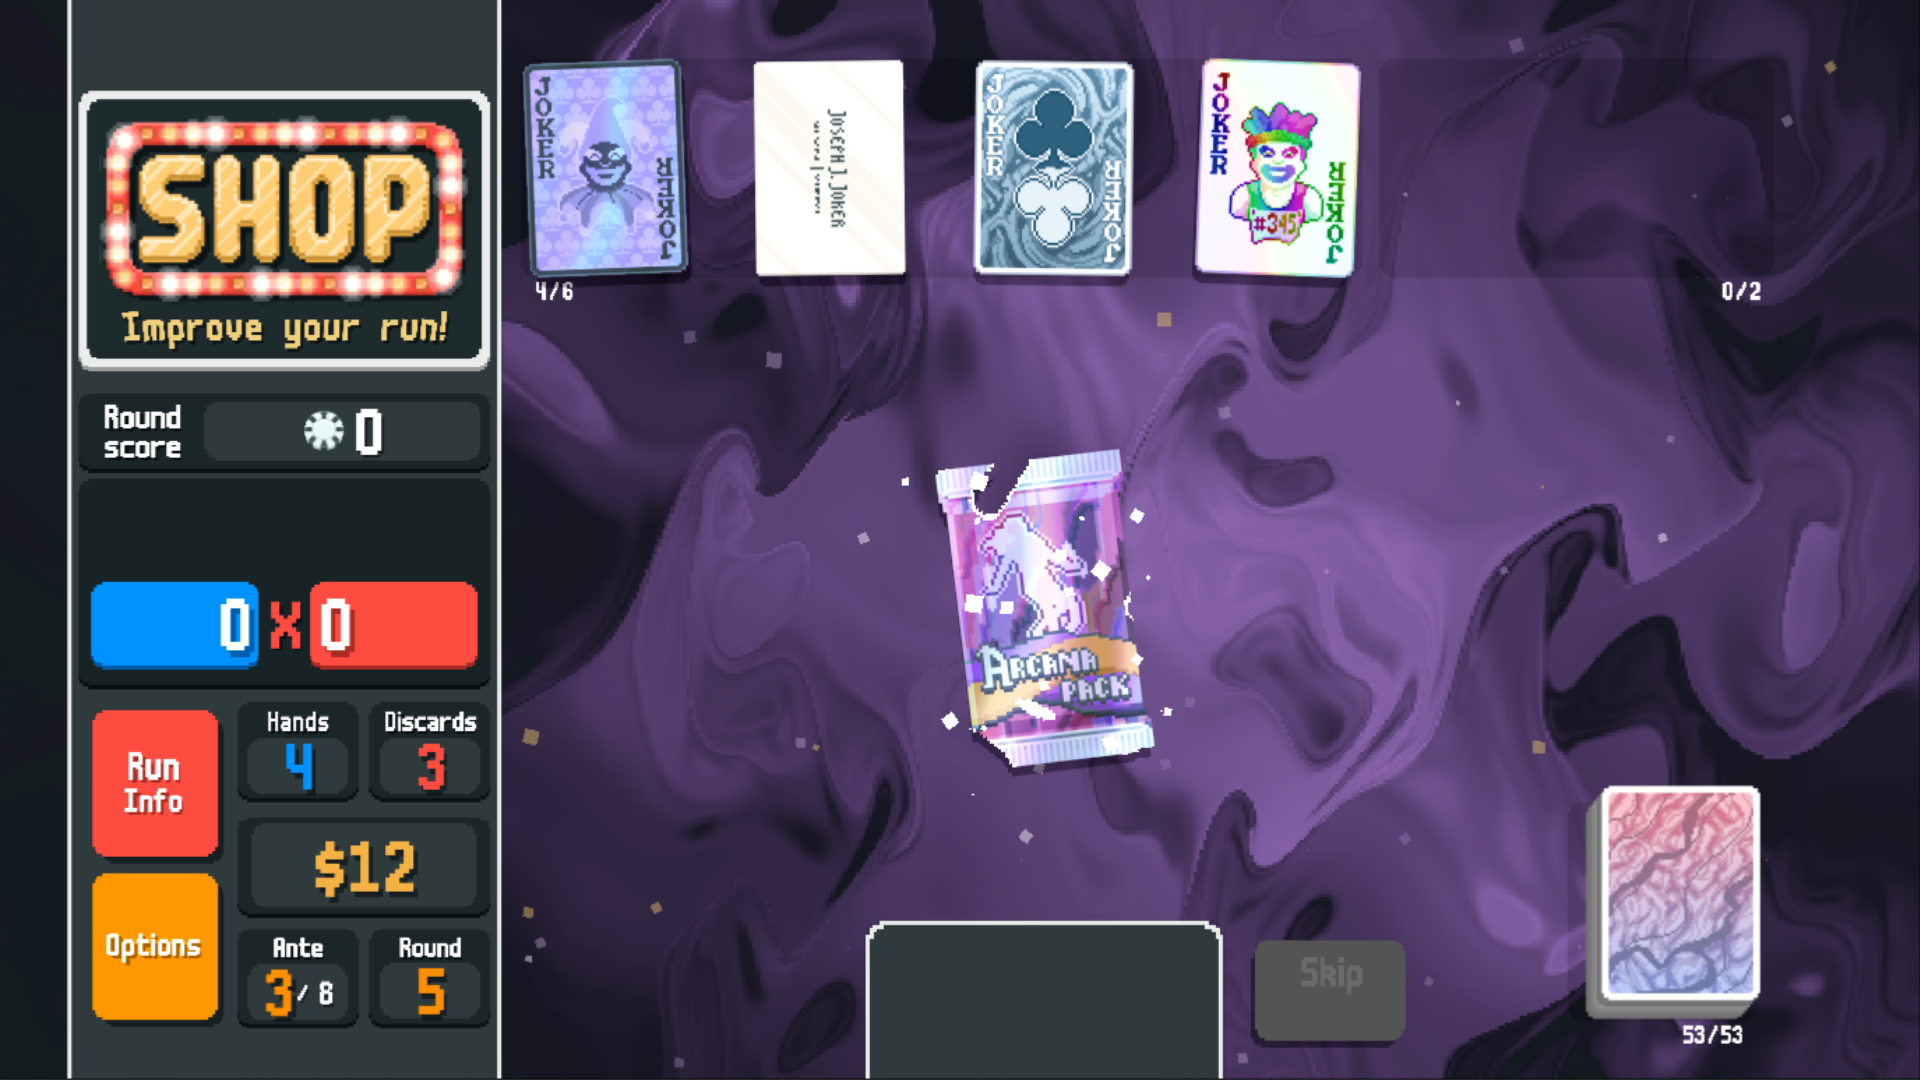 SHOP
Improve your run!
Round
score
0
0 X 0
Run
Info
Options
Hands
4
Discards
3
$12
Ante
3 / 8
Round
5
JOKER
JOKER
JOSEPH J. JOKER
JOKER
JOKER
JOKER
#345
JOKER
4/6
0/2
ARCANA
PACK
Skip
53/53